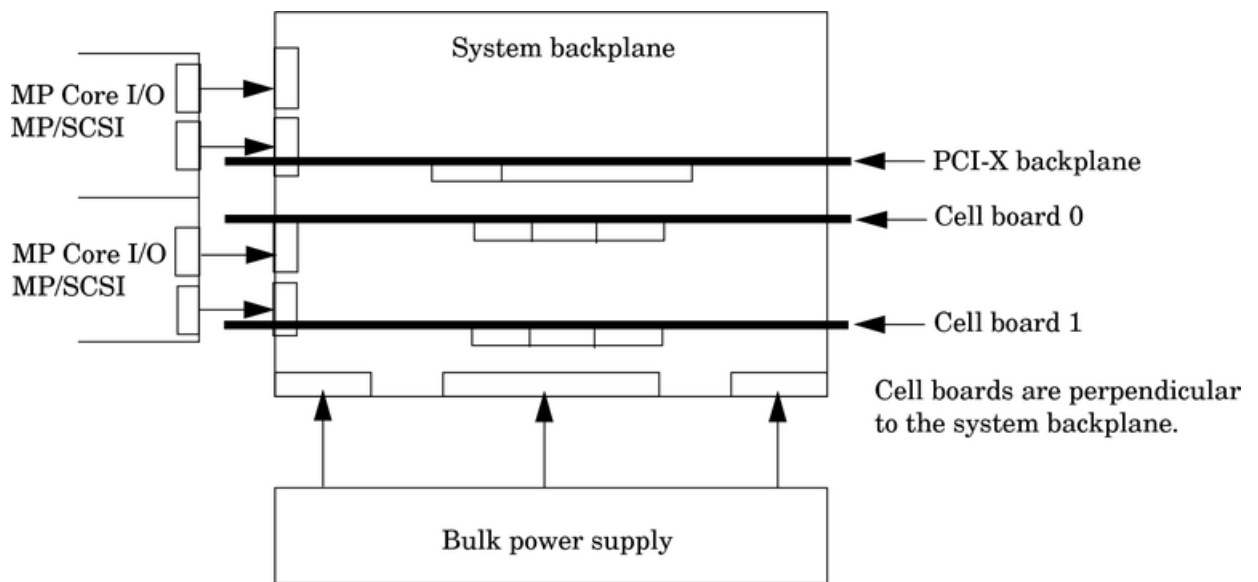 System backplane
MP Core I/O
MP/SCSI
PCI-X backplane
Cell board 0
MP Core I/O
MP/SCSI
Cell board 1
Cell boards are perpendicular
to the system backplane.
Bulk power supply